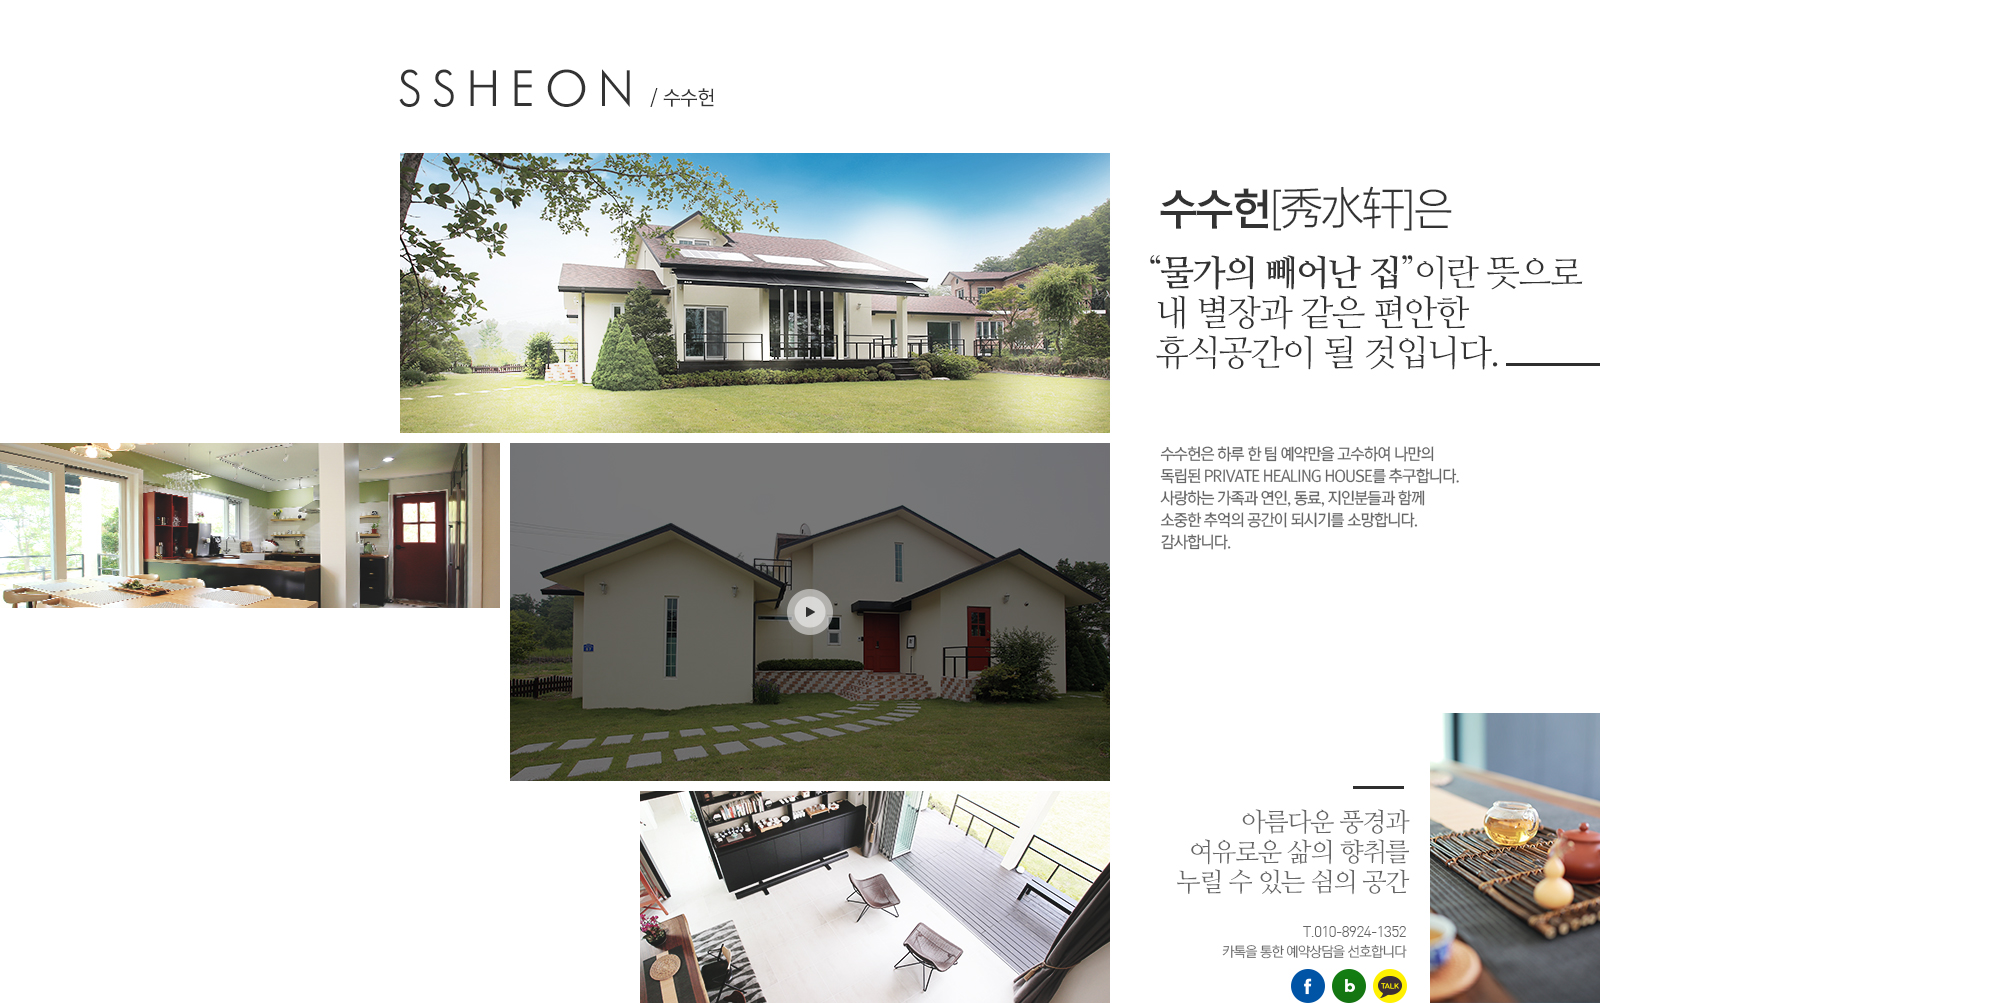 SSHEON / 수수헌
수수헌[秀水轩]은
“물가의 빼어난 집”이란 뜻으로
내 별장과 같은 편안한
휴식공간이 될 것입니다.
수수헌은 하루 한 팀 예약만을 고수하여 나만의
독립된 PRIVATE HEALING HOUSE를 추구합니다.
사랑하는 가족과 연인, 동료, 지인분들과 함께
소중한 추억의 공간이 되시기를 소망합니다.
감사합니다.
아름다운 풍경과
여유로운 삶의 향취를
누릴 수 있는 쉼의 공간
T.010-8924-1352
카톡을 통한 예약상담을 선호합니다
f b TALK